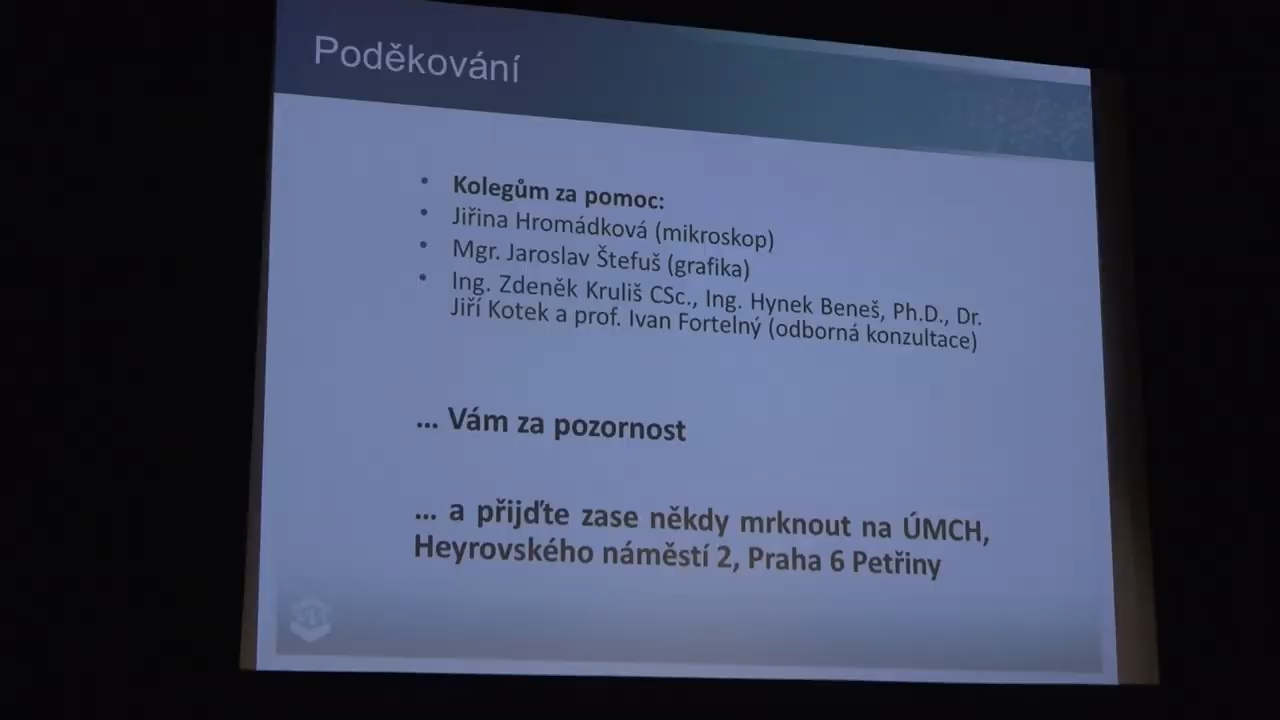 Poděkování
• Kolegům za pomoc:
• Jiřina Hromádková (mikroskop)
• Mgr. Jaroslav Štefuš (grafika)
• Ing. Zdeněk Kruliš CSc., Ing. Hynek Beneš, Ph.D., Dr.
Jiří Kotek a prof. Ivan Fortelný (odborná konzultace)
... Vám za pozornost
... a přijďte zase někdy mrknout na ÚMCH,
Heyrovského náměstí 2, Praha 6 Petřiny